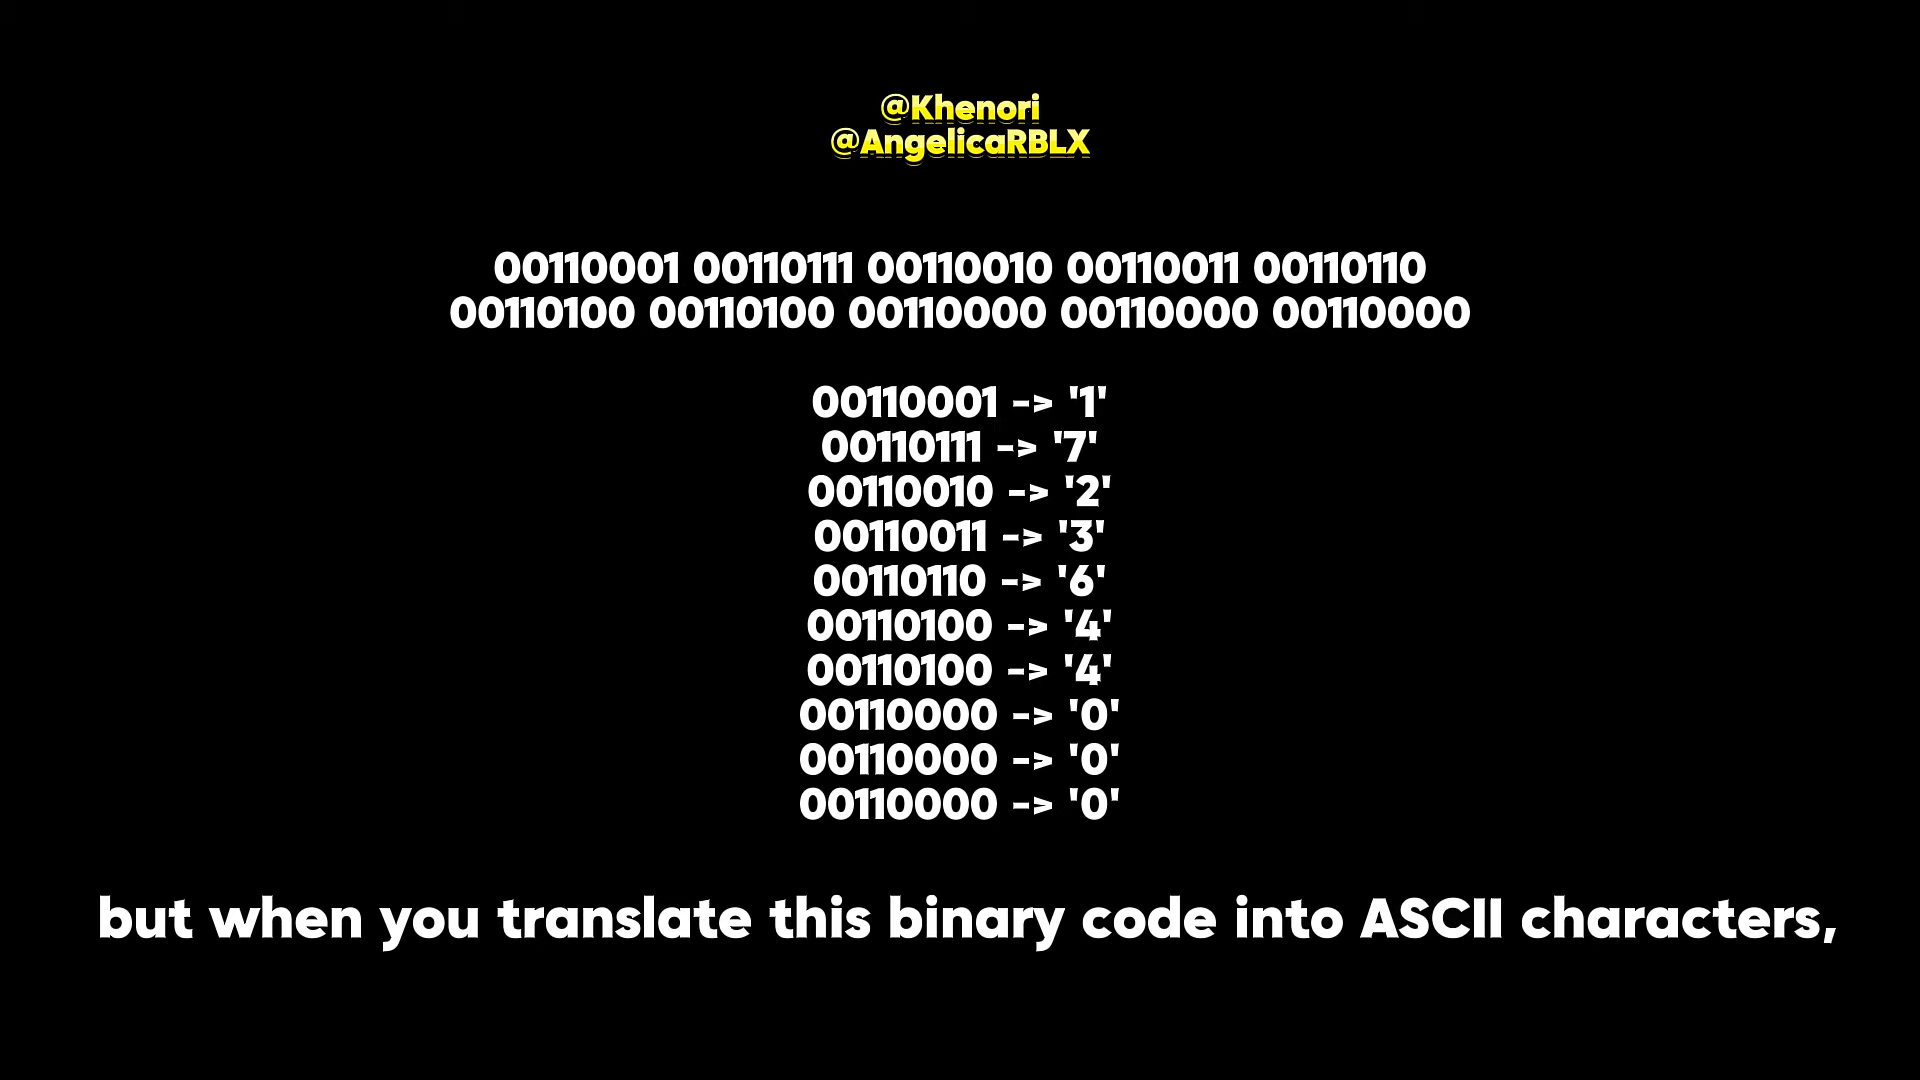 @Khenori
@AngelicaRBLX
00110001 00110111 00110010 00110011 00110110
00110100 00110100 00110000 00110000 00110000
00110001 -> '1'
00110111 -> '7'
00110010 -> '2'
00110011 -> '3'
00110110 -> '6'
00110100 -> '4'
00110100 -> '4'
00110000 -> '0'
00110000 -> '0'
00110000 -> '0'
but when you translate this binary code into ASCII characters,